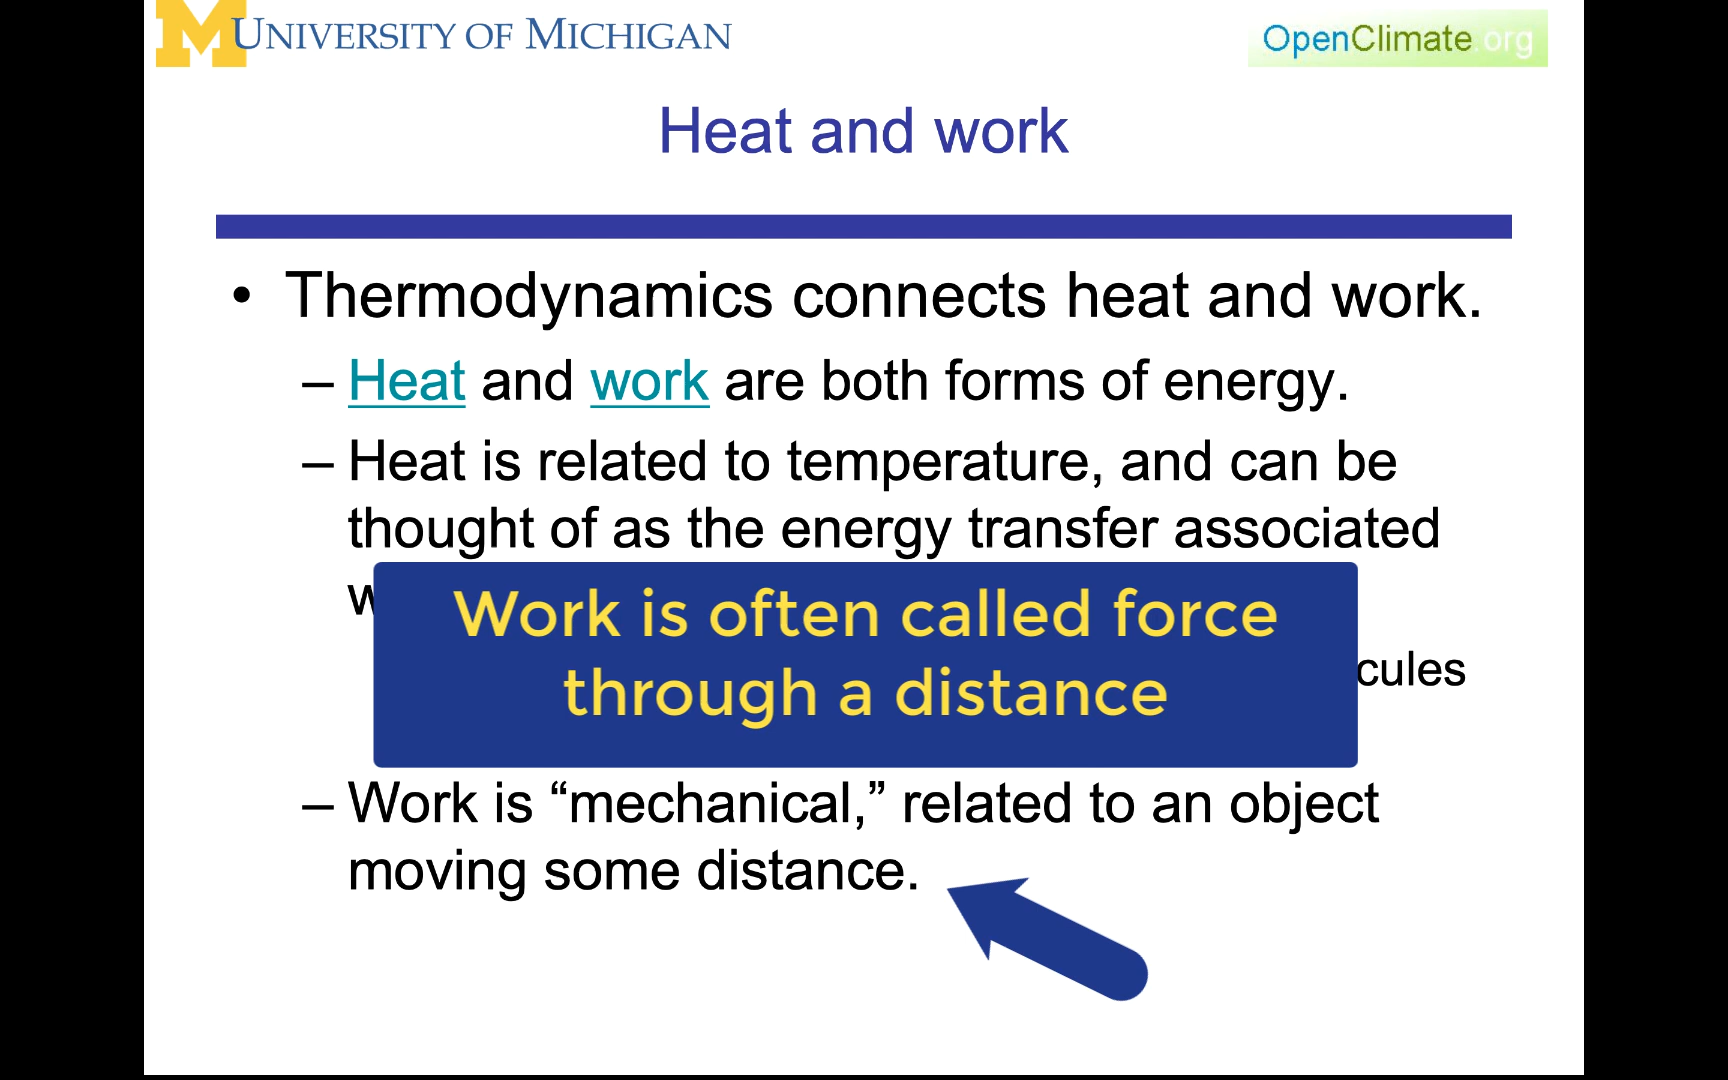 UNIVERSITY OF MICHIGAN
OpenClimate.org
Heat and work
• Thermodynamics connects heat and work.
– Heat and work are both forms of energy.
– Heat is related to temperature, and can be
thought of as the energy transfer associated
Work is often called force
through a distance
– Work is “mechanical,” related to an object
moving some distance.